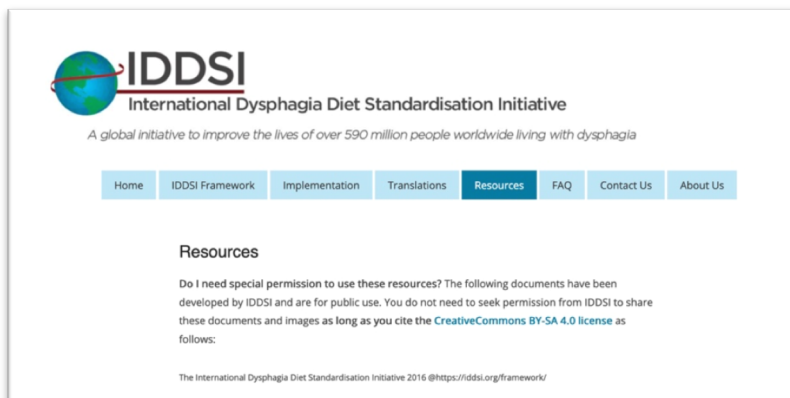 IDDSI
International Dysphagia Diet Standardisation Initiative
A global initiative to improve the lives of over 590 million people worldwide living with dysphagia
Home IDDSI Framework Implementation Translations Resources FAQ Contact Us About Us
Resources
Do I need special permission to use these resources? The following documents have been
developed by IDDSI and are for public use. You do not need to seek permission from IDDSI to share
these documents and images as long as you cite the CreativeCommons BY-SA 4.0 license as
follows:
The International Dysphagia Diet Standardisation Initiative 2016 @https://iddsi.org/framework/